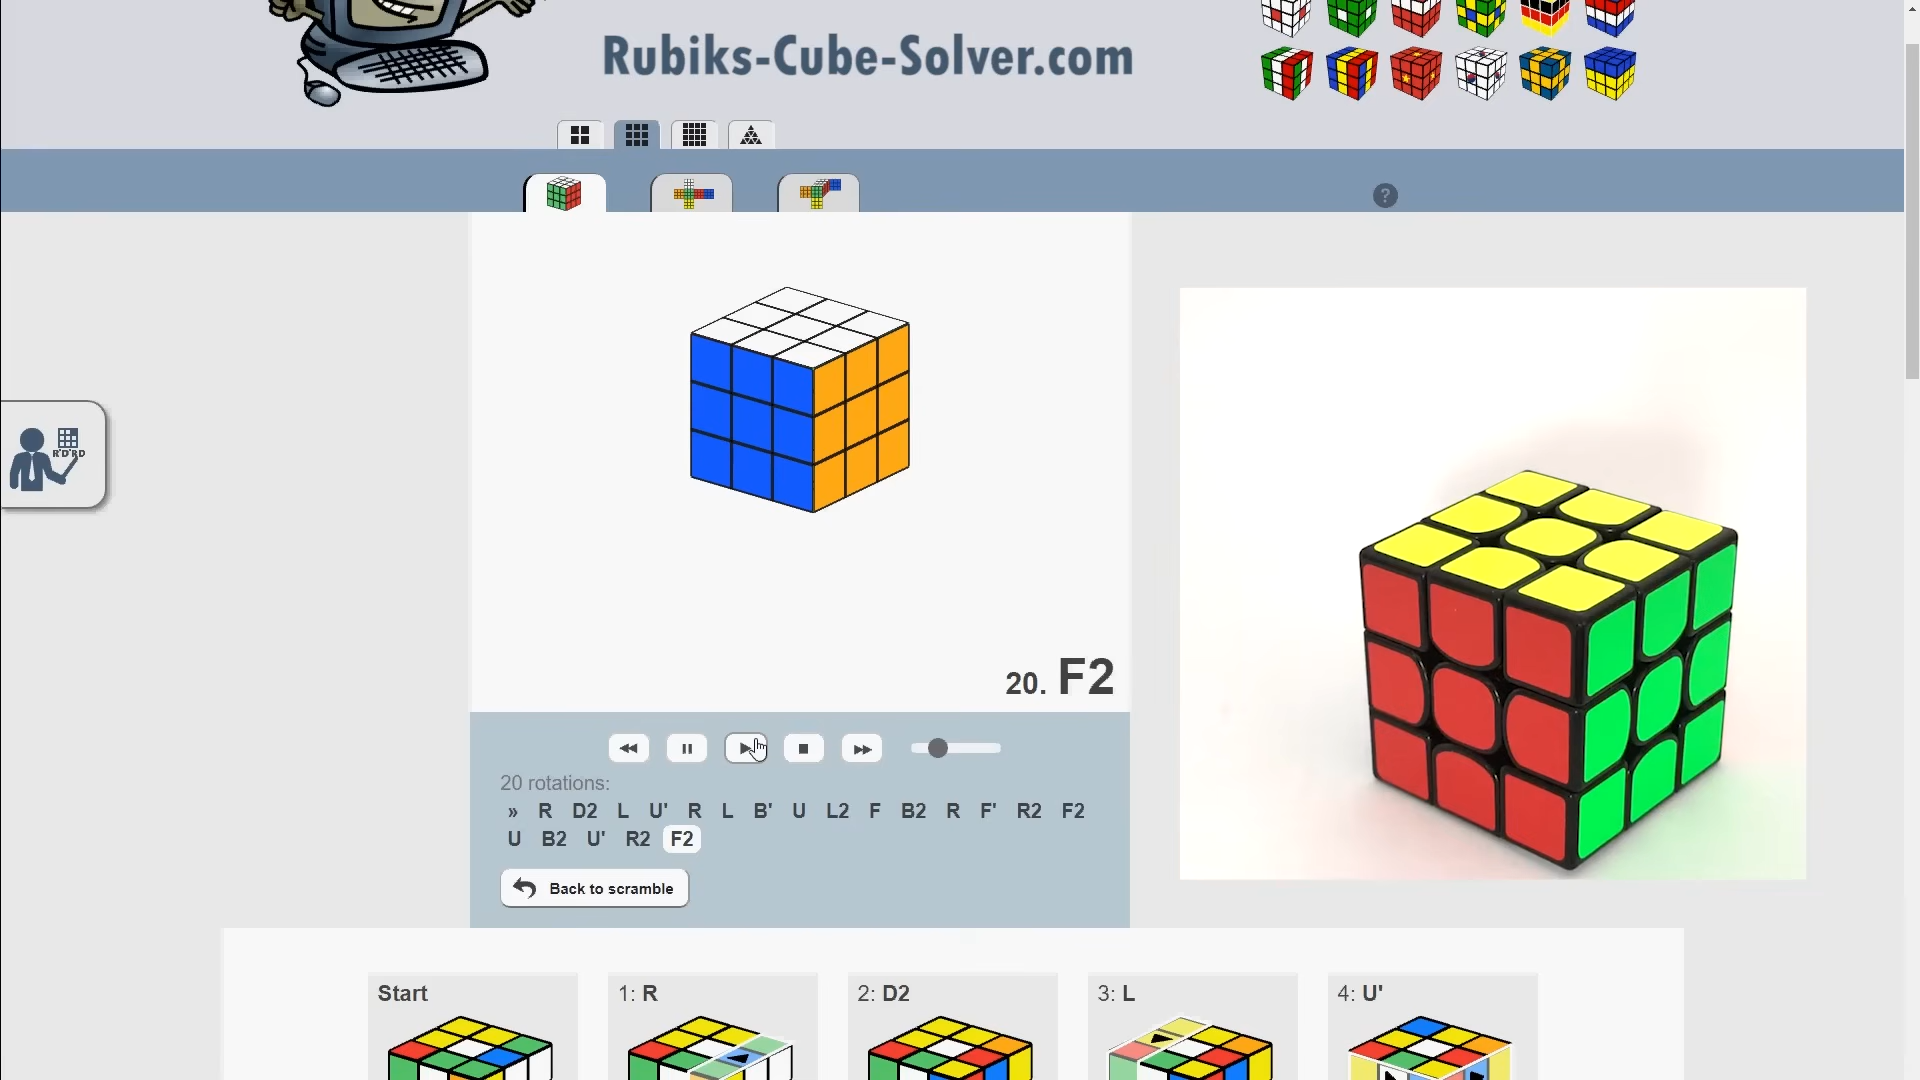 Rubiks-Cube-Solver.com
?
R'D'RD
20. F2
20 rotations:
» R D2 L U' R L B' U L2 F B2 R F' R2 F2
U B2 U' R2 F2
Back to scramble
Start
1: R
2: D2
3: L
4: U'